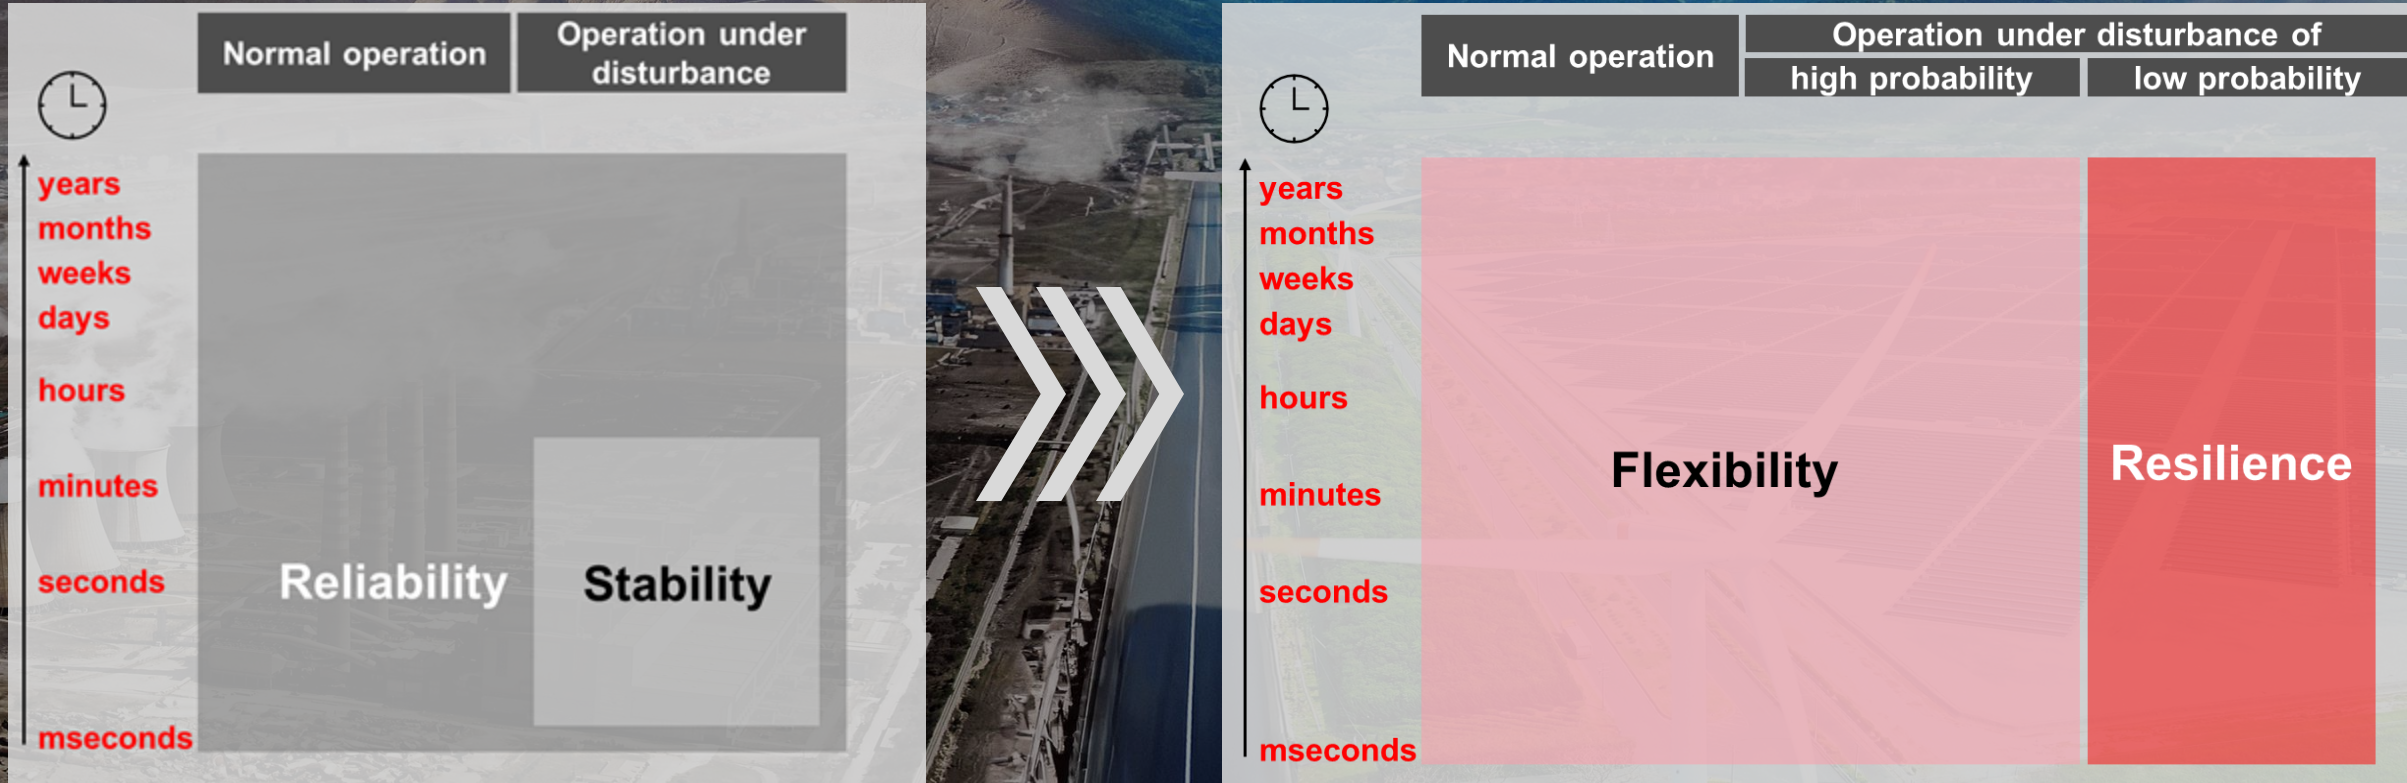 Normal operation
Operation under
disturbance
years
months
weeks
days
hours
minutes
seconds
mseconds
Reliability
Stability
Normal operation
Operation under disturbance of
high probability
low probability
years
months
weeks
days
hours
minutes
seconds
mseconds
Flexibility
Resilience